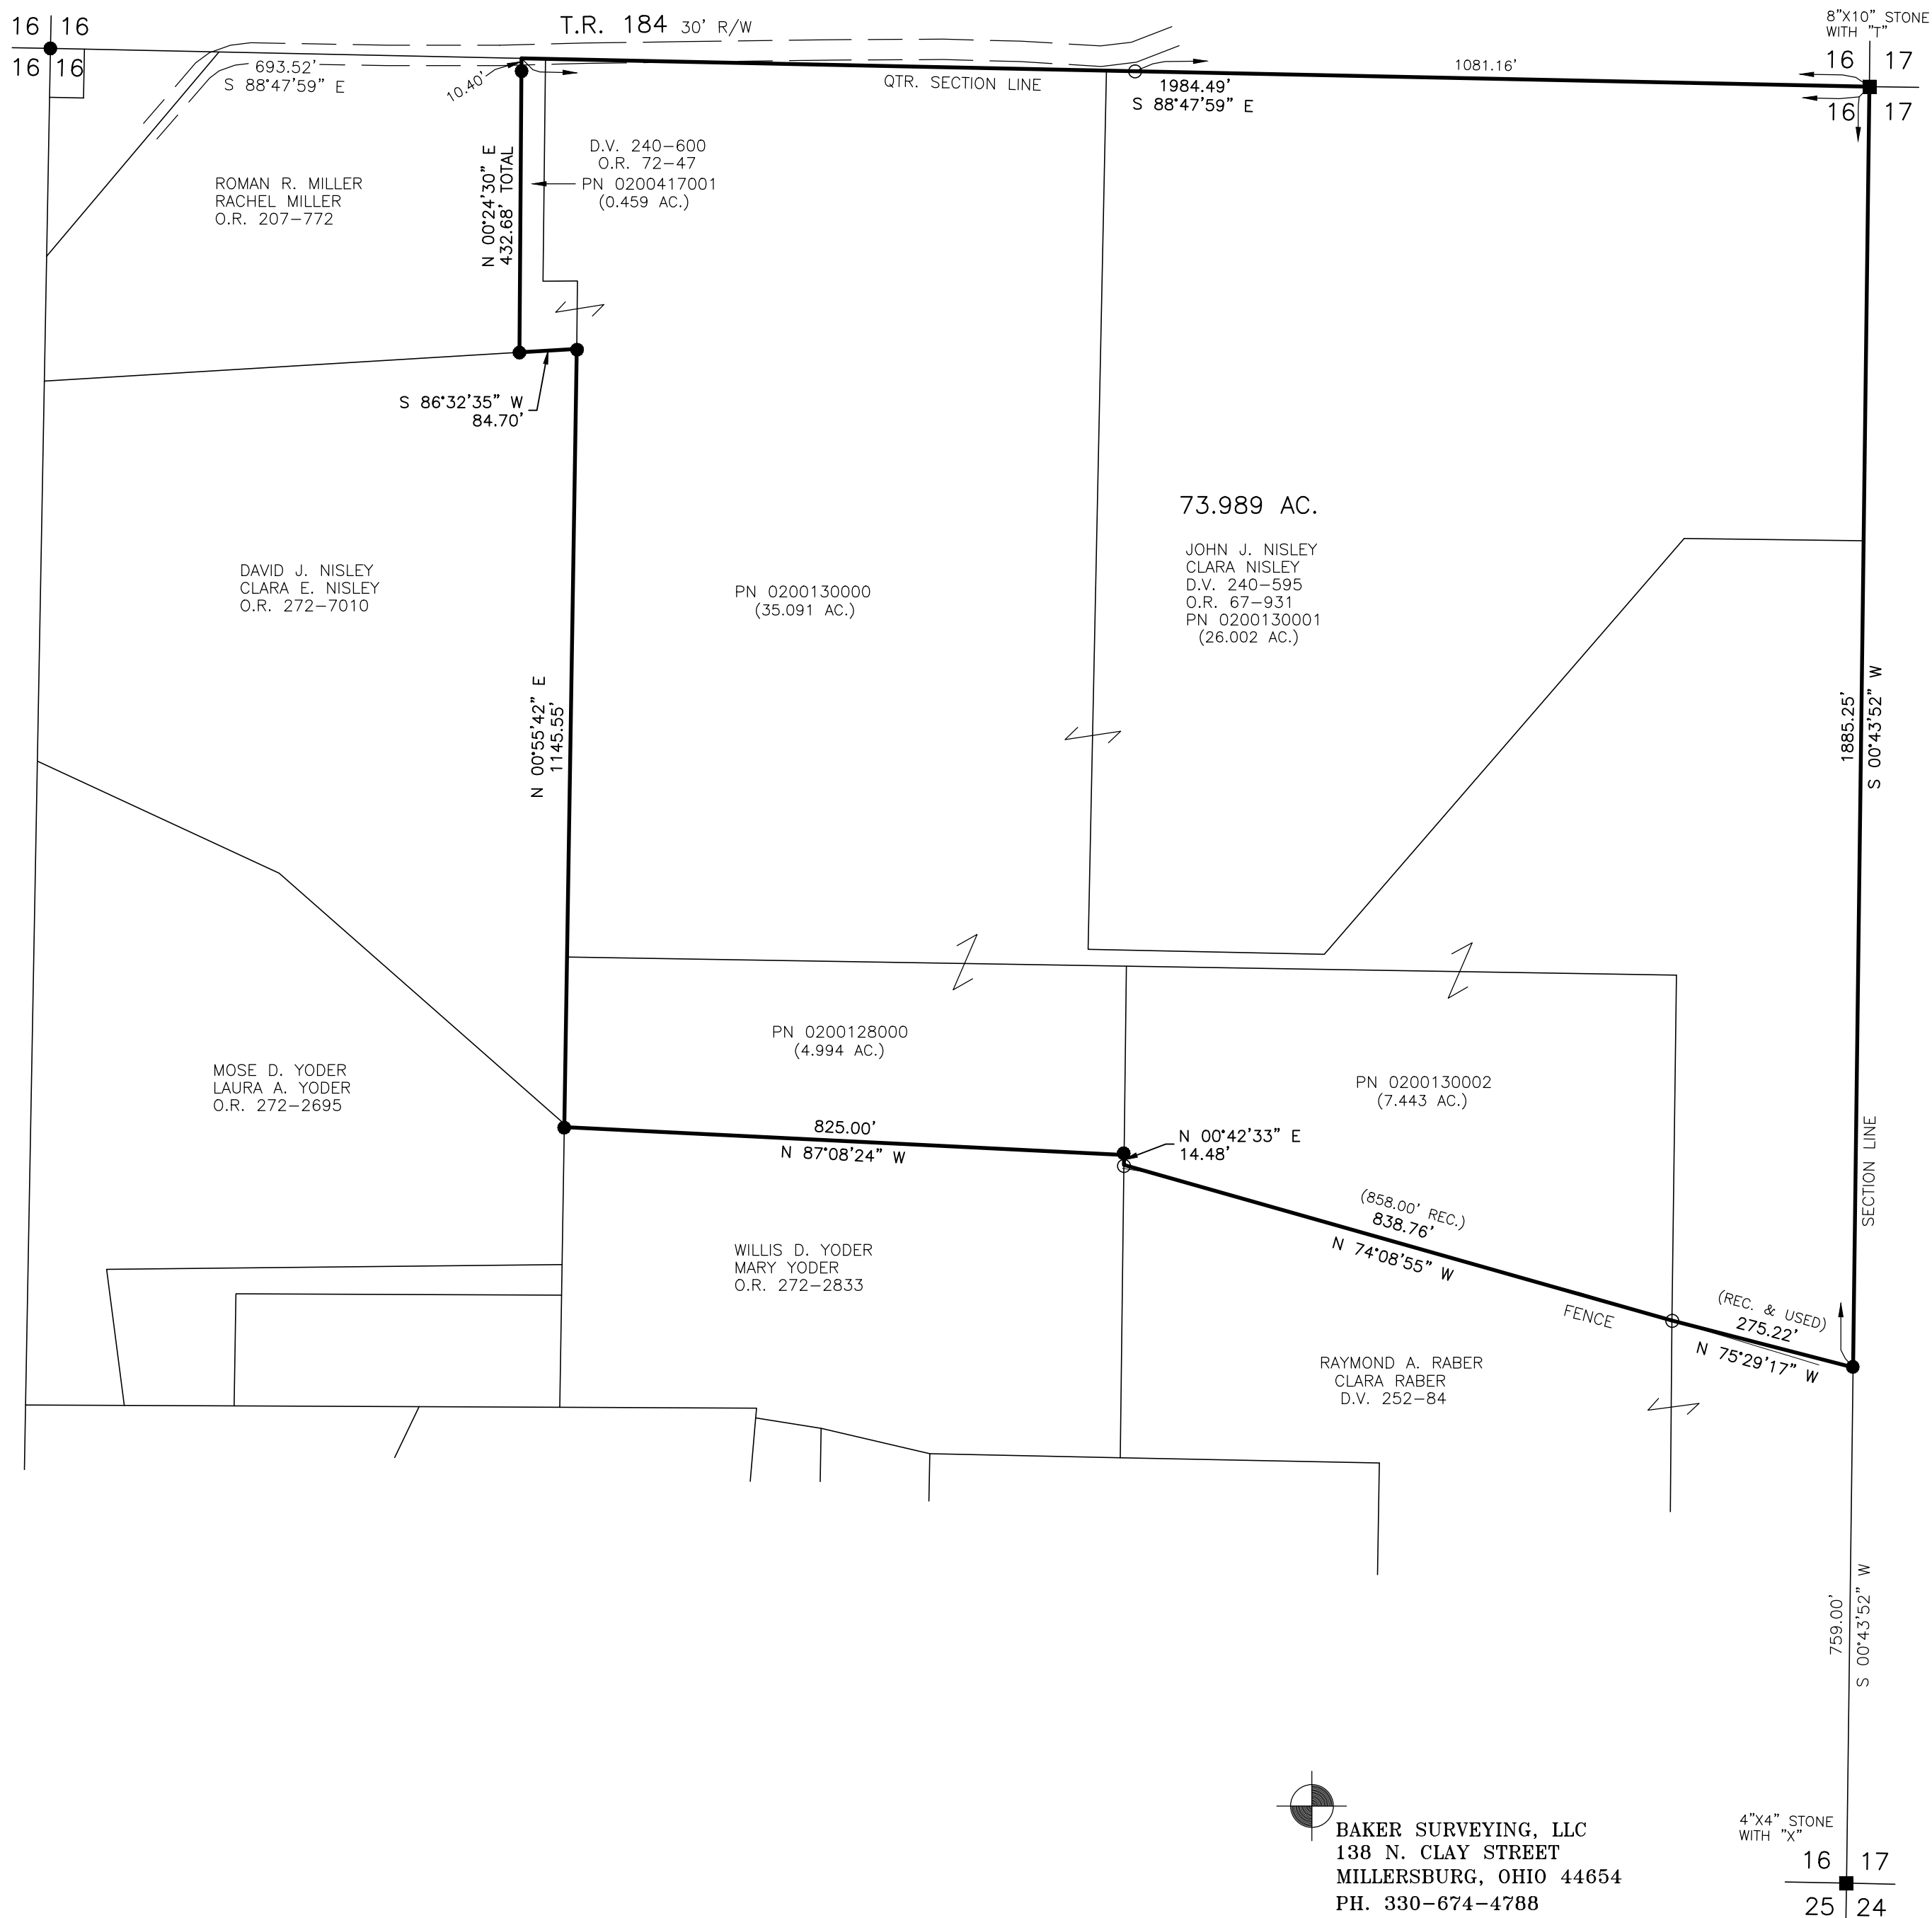 16 16
16 16
T.R. 184 30' R/W
8"X10" STONE
WITH "T"
16 17
16 17
693.52'
S 88°47'59" E
10.40'
QTR. SECTION LINE
1984.49'
S 88°47'59" E
1081.16'
ROMAN R. MILLER
RACHEL MILLER
O.R. 207-772
N 00°24'30" E
432.68' TOTAL
D.V. 240-600
O.R. 72-47
PN 0200417001
(0.459 AC.)
S 86°32'35" W
84.70'
73.989 AC.
JOHN J. NISLEY
CLARA NISLEY
D.V. 240-595
O.R. 67-931
PN 0200130001
(26.002 AC.)
DAVID J. NISLEY
CLARA E. NISLEY
O.R. 272-7010
PN 0200130000
(35.091 AC.)
N 00°55'42" E
1145.55'
1885.25'
S 00°43'52" W
PN 0200128000
(4.994 AC.)
MOSE D. YODER
LAURA A. YODER
O.R. 272-2695
PN 0200130002
(7.443 AC.)
825.00'
N 87°08'24" W
N 00°42'33" E
14.48'
SECTION LINE
(858.00' REC.)
838.76'
N 74°08'55" W
WILLIS D. YODER
MARY YODER
O.R. 272-2833
FENCE
(REC. & USED)
275.22'
N 75°29'17" W
RAYMOND A. RABER
CLARA RABER
D.V. 252-84
759.00'
S 00°43'52" W
BAKER SURVEYING, LLC
138 N. CLAY STREET
MILLERSBURG, OHIO 44654
PH. 330-674-4788
4"X4" STONE
WITH "X"
16 17
25 24